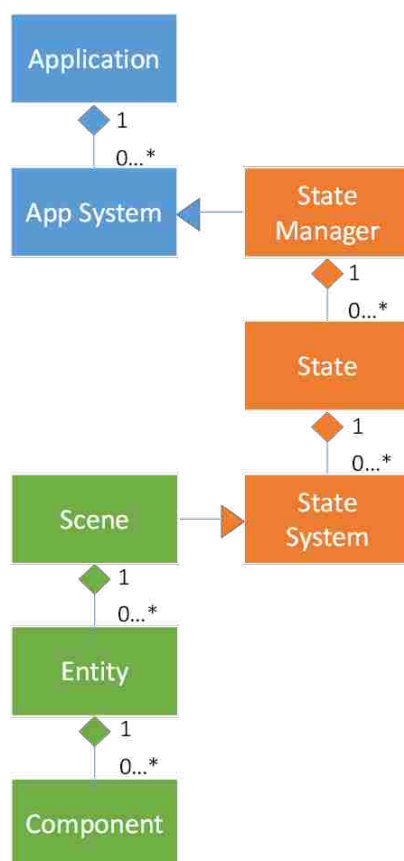 Application
1
0...*
App System
State
Manager
1
0...*
State
1
0...*
Scene
State
System
1
0...*
Entity
1
0...*
Component